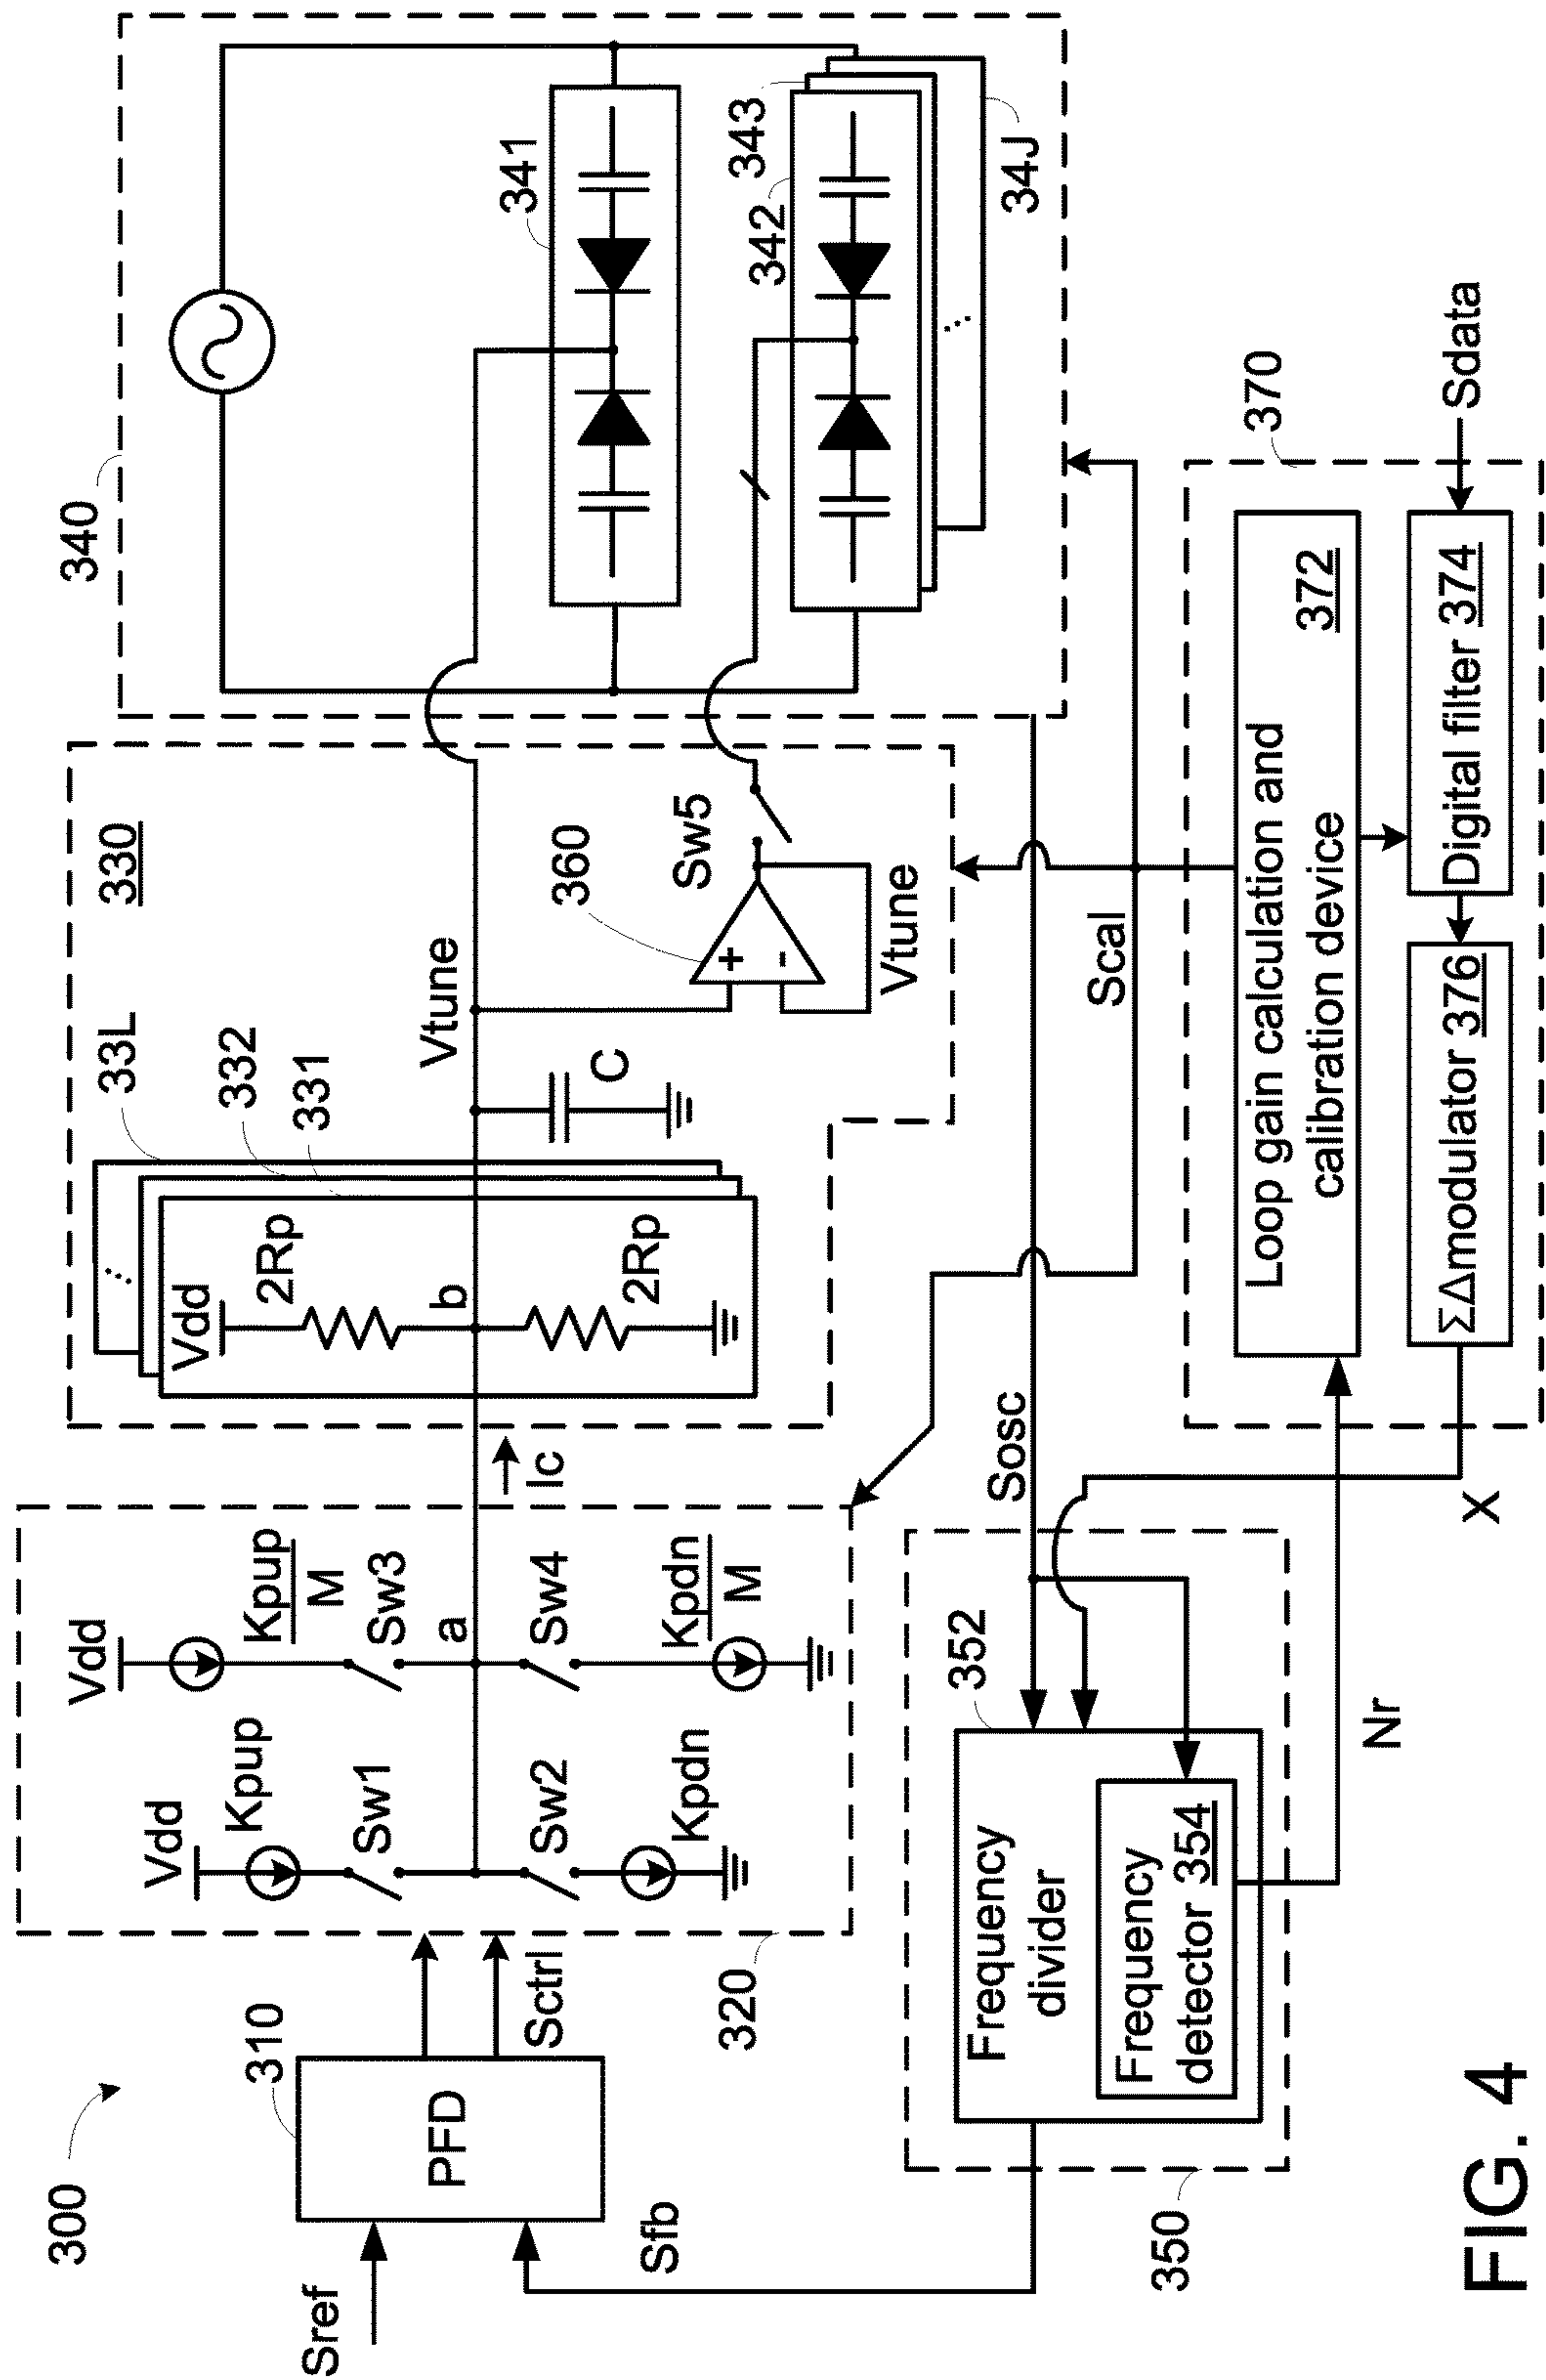 300
Sref
Sfb
310
PFD
Sctrl
320
Vdd
Kpup
Sw1
Sw2
Kpdn
Vdd
Kpup
M
Sw3
a
Sw4
Kpdn
M
Ic
330
33L
332
331
Vdd
2Rp
b
2Rp
C
Vtune
360
+
-
Vtune
Sw5
340
341
342
343
34J
350
352
Frequency
divider
Frequency
detector 354
Sosc
Nr
X
Scal
370
Loop gain calculation and
calibration device
372
Digital filter 374
ΣΔmodulator 376
Sdata
FIG. 4